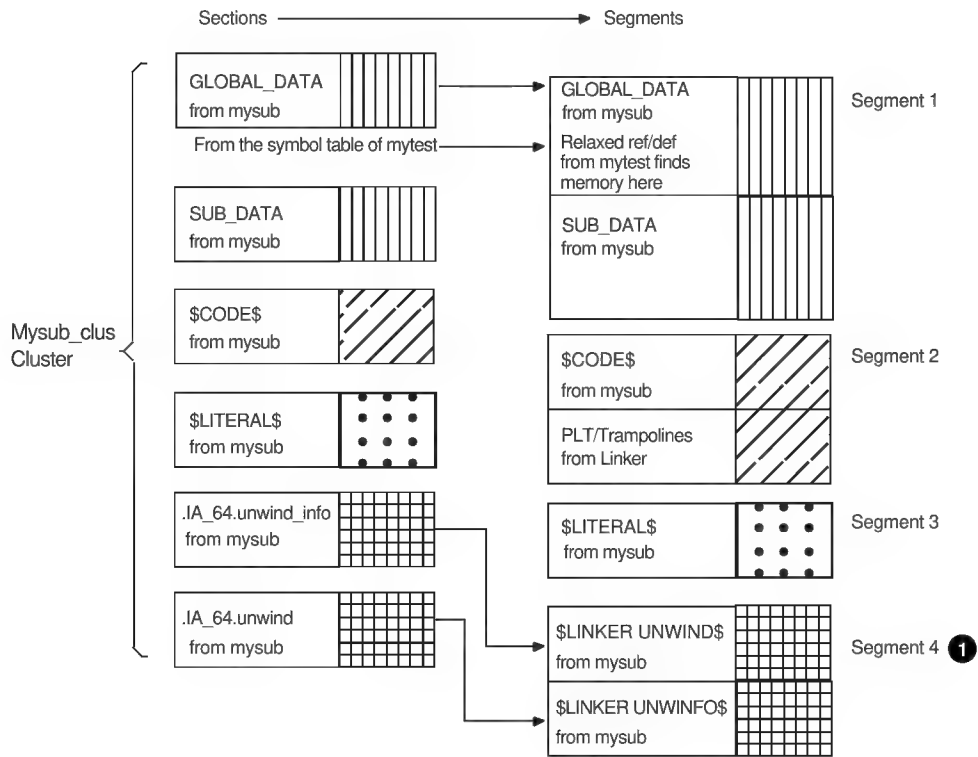 Sections
Segments
Mysub_clus
Cluster
GLOBAL_DATA
from mysub
From the symbol table of mytest
SUB_DATA
from mysub
$CODE$
from mysub
$LITERAL$
from mysub
.IA_64.unwind_info
from mysub
.IA_64.unwind
from mysub
GLOBAL_DATA
from mysub
Relaxed ref/def
from mytest finds
memory here
SUB_DATA
from mysub
Segment 1
$CODE$
from mysub
PLT/Trampolines
from Linker
Segment 2
$LITERAL$
from mysub
Segment 3
$LINKER UNWIND$
from mysub
$LINKER UNWINFO$
from mysub
Segment 4 1